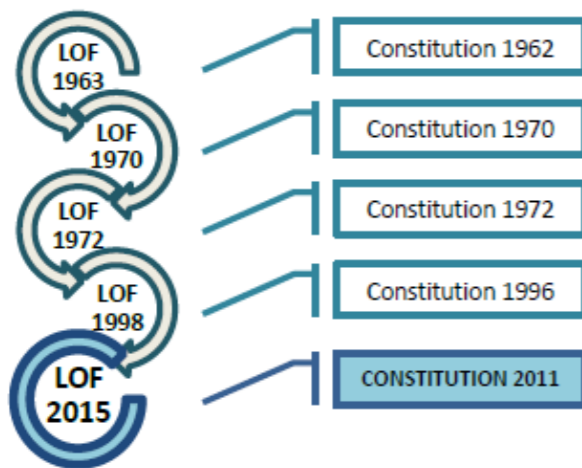 LOF
1963
Constitution 1962
LOF
1970
Constitution 1970
LOF
1972
Constitution 1972
LOF
1998
Constitution 1996
LOF
2015
CONSTITUTION 2011